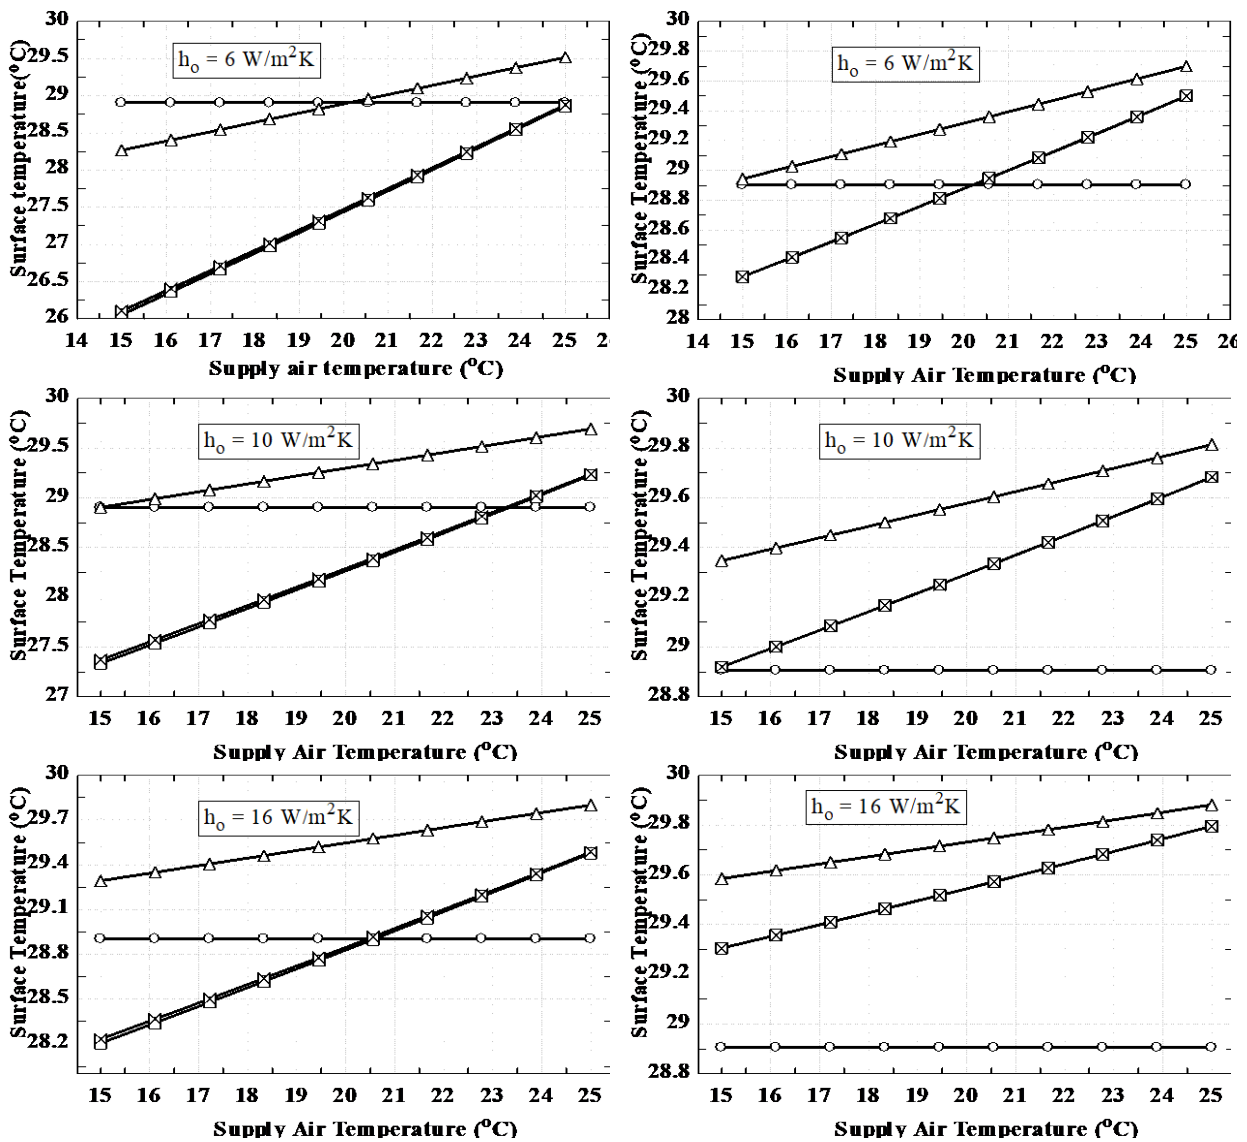 30
29.5
29
28.5
28
27.5
27
26.5
26
Surface temperature(°C)
hₒ = 6 W/m²K
14 15 16 17 18 19 20 21 22 23 24 25
Supply air temperature (°C)
30
29.8
29.6
29.4
29.2
29
28.8
28.6
28.4
28.2
28
Surface Temperature (°C)
hₒ = 6 W/m²K
14 15 16 17 18 19 20 21 22 23 24 25 26
Supply Air Temperature (°C)
30
29.5
29
28.5
28
27.5
27
Surface Temperature (°C)
hₒ = 10 W/m²K
15 16 17 18 19 20 21 22 23 24 25
Supply Air Temperature (°C)
30
29.8
29.6
29.4
29.2
29
28.8
Surface Temperature (°C)
hₒ = 10 W/m²K
15 16 17 18 19 20 21 22 23 24 25
Supply Air Temperature (°C)
30
29.7
29.4
29.1
28.8
28.5
28.2
Surface Temperature (°C)
hₒ = 16 W/m²K
15 16 17 18 19 20 21 22 23 24 25
Supply Air Temperature (°C)
30
29.8
29.6
29.4
29.2
29
28.8
Surface Temperature (°C)
hₒ = 16 W/m²K
15 16 17 18 19 20 21 22 23 24 25
Supply Air Temperature (°C)